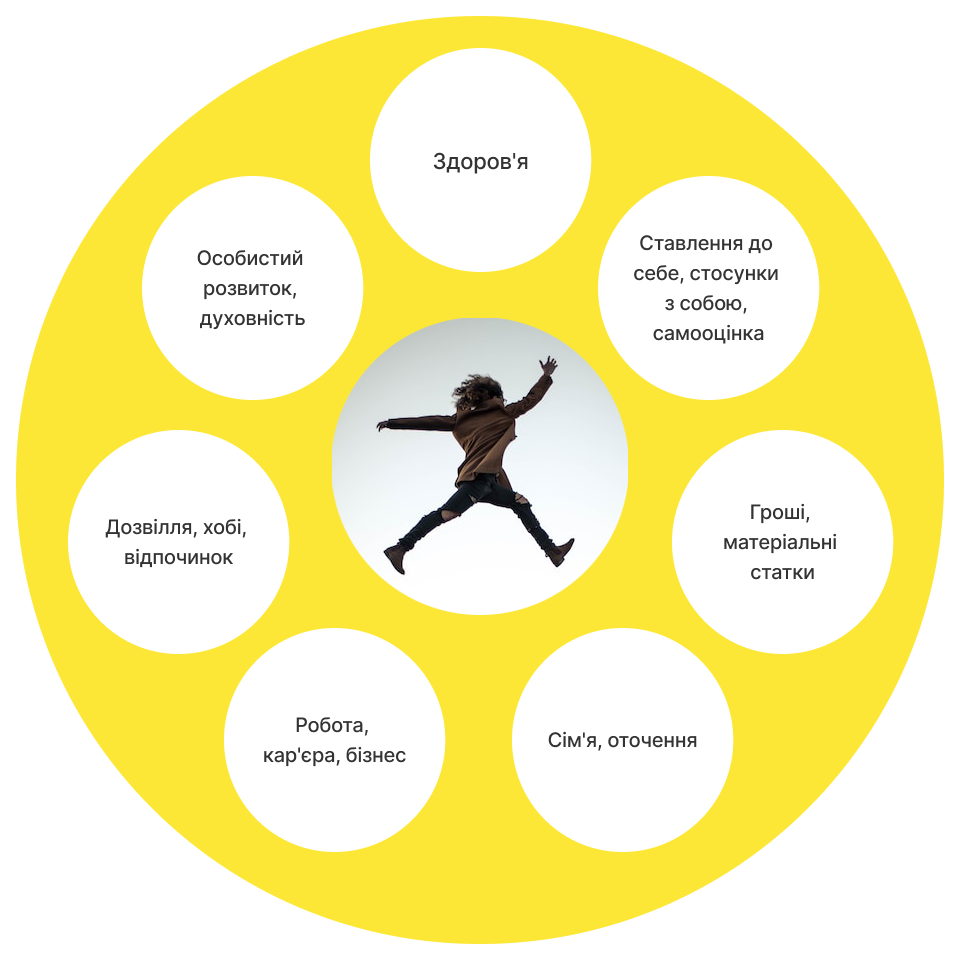 Здоров'я
Ставлення до
себе, стосунки
з собою,
самооцінка
Гроші,
матеріальні
статки
Сім'я, оточення
Робота,
кар'єра, бізнес
Дозвілля, хобі,
відпочинок
Особистий
розвиток,
духовність